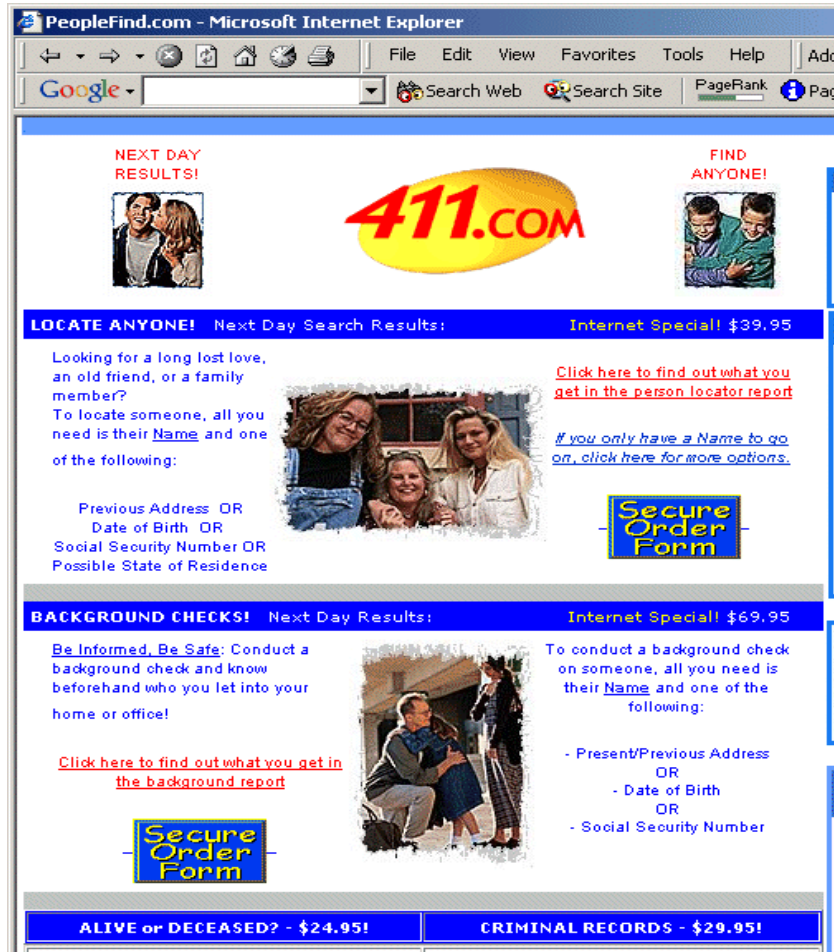 PeopleFind.com - Microsoft Internet Explorer
File Edit View Favorites Tools Help
Google Search Web Search Site PageRank
NEXT DAY
RESULTS!
411.COM
FIND
ANYONE!
LOCATE ANYONE! Next Day Search Results: Internet Special! $39.95
Looking for a long lost love,
an old friend, or a family
member?
To locate someone, all you
need is their Name and one
of the following:
Previous Address OR
Date of Birth OR
Social Security Number OR
Possible State of Residence
Click here to find out what you
get in the person locator report
If you only have a Name to go
on, click here for more options.
Secure
Order
Form
BACKGROUND CHECKS! Next Day Results: Internet Special! $69.95
Be Informed, Be Safe: Conduct a
background check and know
beforehand who you let into your
home or office!
Click here to find out what you get in
the background report
Secure
Order
Form
To conduct a background check
on someone, all you need is
their Name and one of the
following:
- Present/Previous Address
OR
- Date of Birth
OR
- Social Security Number
ALIVE or DECEASED? - $24.95!
CRIMINAL RECORDS - $29.95!